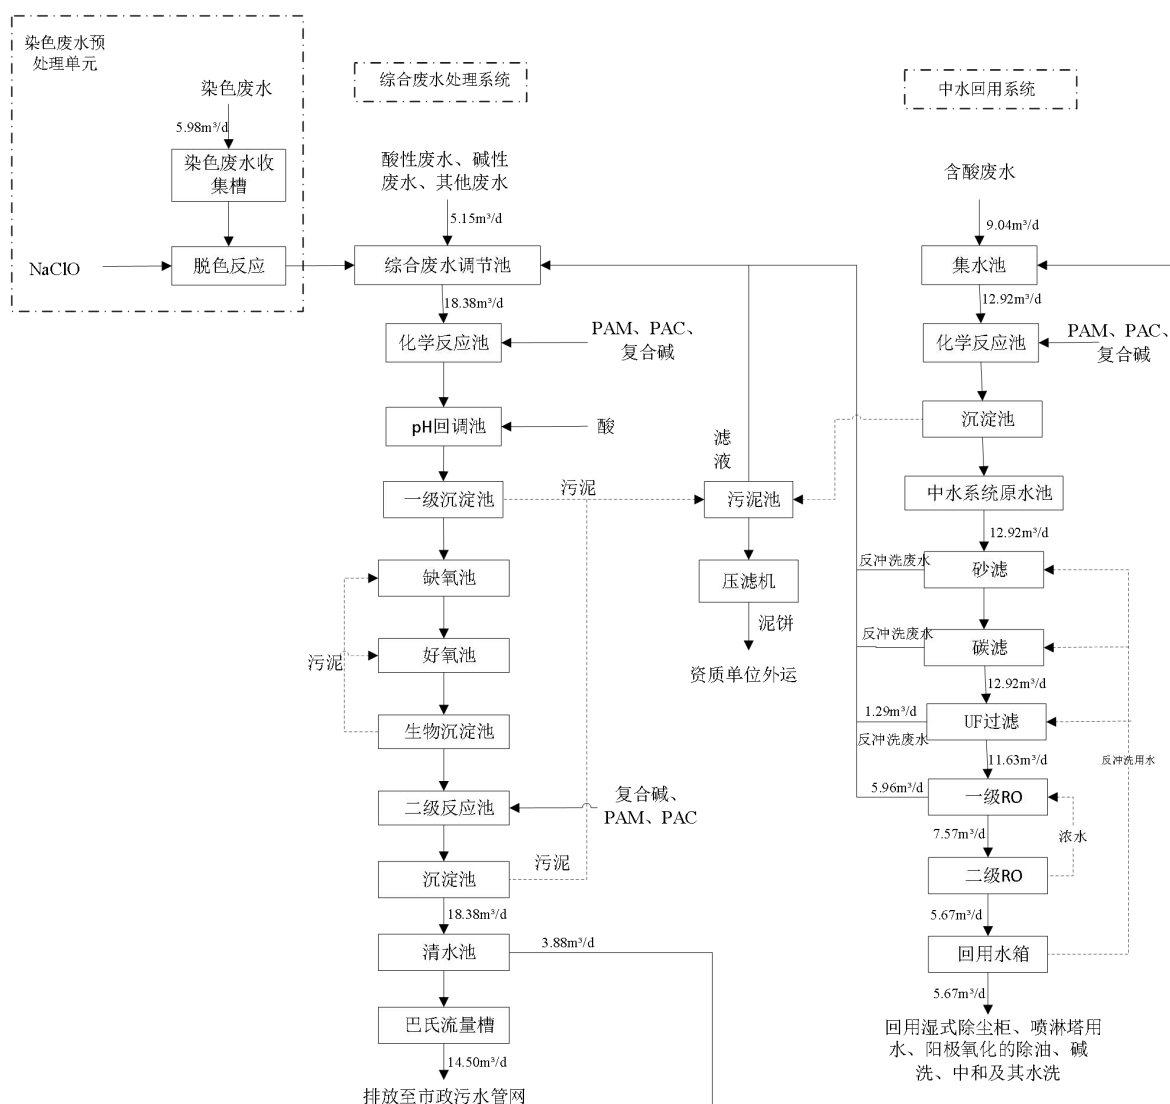 染色废水预
处理单元
染色废水
5.98m³/d
染色废水收
集槽
NaClO
脱色反应
综合废水处理系统
酸性废水、碱性
废水、其他废水
5.15m³/d
综合废水调节池
18.38m³/d
化学反应池
PAM、PAC、
复合碱
pH回调池
酸
一级沉淀池
污泥
缺氧池
好氧池
污泥
生物沉淀池
二级反应池
复合碱、
PAM、PAC
沉淀池
污泥
18.38m³/d
清水池
3.88m³/d
巴氏流量槽
14.50m³/d
排放至市政污水管网
滤
液
污泥池
压滤机
泥饼
资质单位外运
中水回用系统
含酸废水
9.04m³/d
集水池
12.92m³/d
化学反应池
PAM、PAC、
复合碱
沉淀池
中水系统原水池
12.92m³/d
反冲洗废水
砂滤
反冲洗废水
碳滤
12.92m³/d
1.29m³/d
UF过滤
反冲洗废水
11.63m³/d
反冲洗用水
5.96m³/d
一级RO
7.57m³/d
浓水
二级RO
5.67m³/d
回用水箱
5.67m³/d
回用湿式除尘柜、喷淋塔用
水、阳极氧化的除油、碱
洗、中和及其水洗